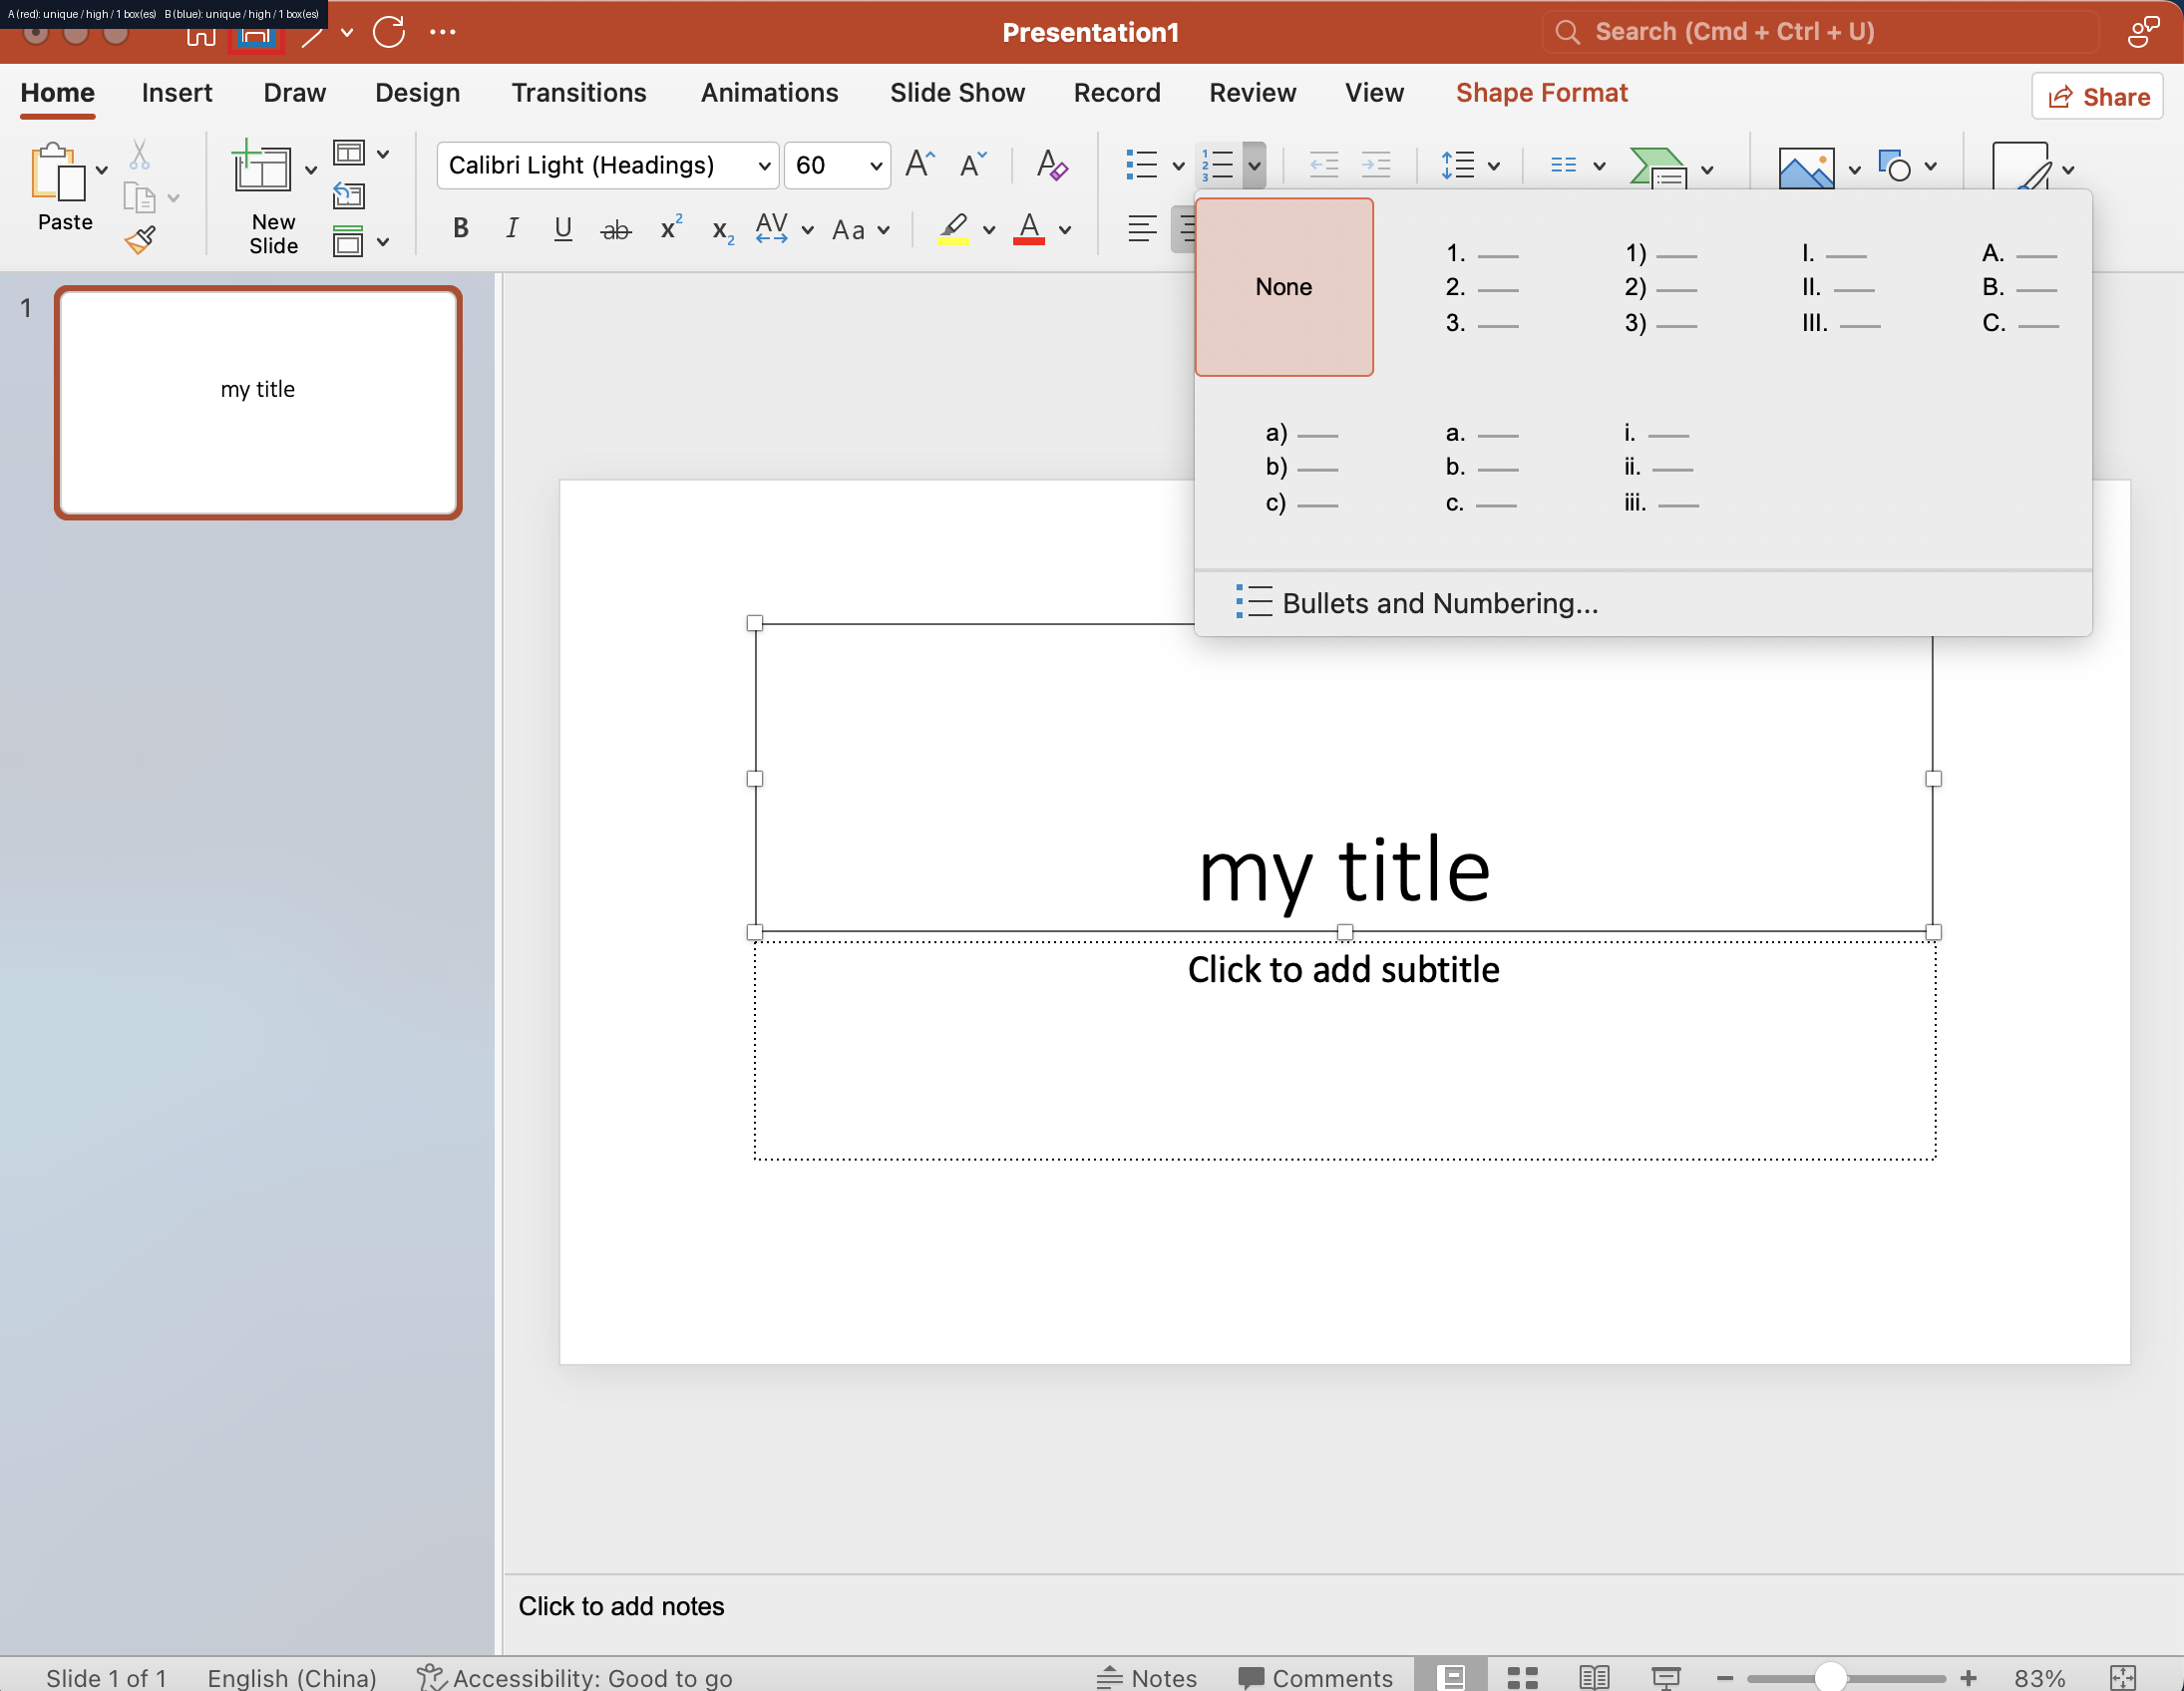 A (red): unique / high / 1 box(es) B (blue): unique / high / 1 box(es)
Presentation1
Search (Cmd + Ctrl + U)
Home Insert Draw Design Transitions Animations Slide Show Record Review View Shape Format Share
Paste
New
Slide
Calibri Light (Headings) 60
B I U ab x² x₂ AV Aa A
None
1.
2.
3.
1)
2)
3)
I.
II.
III.
A.
B.
C.
a)
b)
c)
a.
b.
c.
i.
ii.
iii.
Bullets and Numbering...
1
my title
my title
Click to add subtitle
Click to add notes
Slide 1 of 1 English (China) Accessibility: Good to go Notes Comments 83%